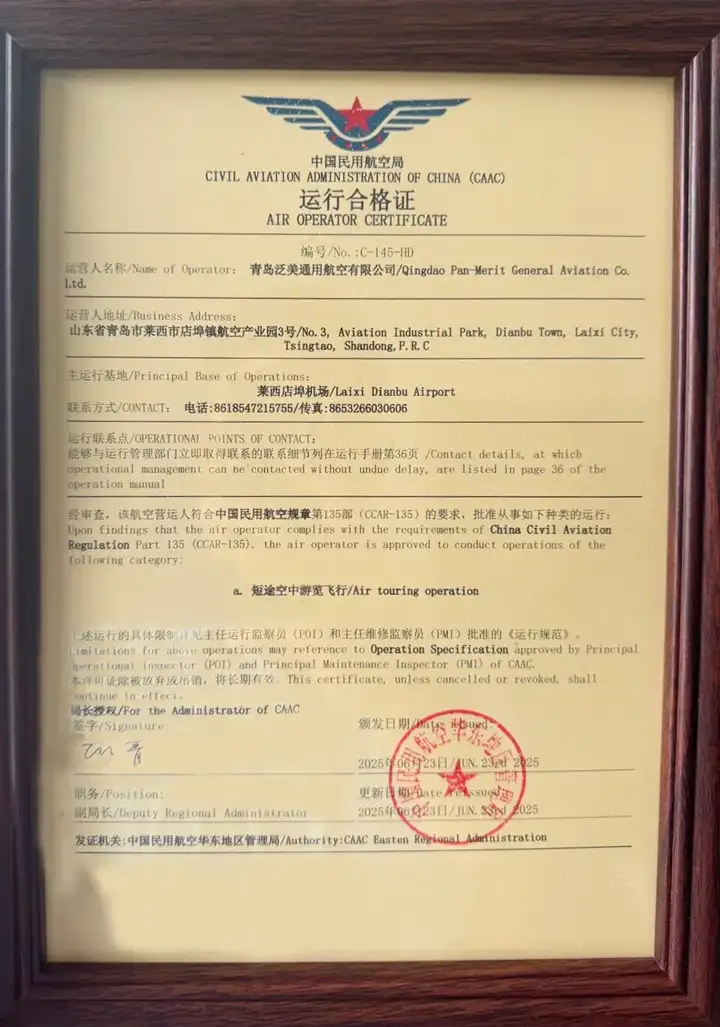 中国民用航空局
CIVIL AVIATION ADMINISTRATION OF CHINA (CAAC)
运行合格证
AIR OPERATOR CERTIFICATE
编号/No.:C-145-HD
运营人名称/Name of Operator: 青岛泛美通用航空有限公司/Qingdao Pan-Merit General Aviation Co.
Ltd.
运营人地址/Business Address:
山东省青岛市莱西市店埠镇航空产业园3号/No.3, Aviation Industrial Park, Dianbu Town, Laixi City,
Tsingtao, Shandong,P.R.C
主运行基地/Principal Base of Operations:
莱西店埠机场/Laixi Dianbu Airport
联系方式/CONTACT: 电话:8618547215755/传真:8653266030606
运行联系点/OPERATIONAL POINTS OF CONTACT:
能够与运行管理部门立即取得联系的联系细节列在运行手册第36页 /Contact details, at which
operational management can be contacted without undue delay, are listed in page 36 of the
operation manual
经审查，该航空营运人符合中国民用航空规章第135部（CCAR-135）的要求，批准从事如下种类的运行:
Upon findings that the air operator complies with the requirements of China Civil Aviation
Regulation Part 135 (CCAR-135), the air operator is approved to conduct operations of the
following category:
a. 短途空中游览飞行/Air touring operation
上述运行的具体限制详见主任运行监察员（POI）和主任维修监察员（PMI）批准的《运行规范》。
Limitations for above operations may reference to Operation Specification approved by Principal
Operational inspector (POI) and Principal Maintenance Inspector (PMI) of CAAC.
本许可证除被放弃或吊销，将长期有效。This certificate, unless cancelled or revoked, shall
continue in effect.
局长授权/For the Administrator of CAAC
签字/Signature:
颁发日期/Date issued:
2025年06月23日/JUN. 23rd 2025
职务/Position:
更新日期/Date reissued:
副局长/Deputy Regional Administrator
2025年06月23日/JUN. 23rd 2025
发证机关:中国民用航空华东地区管理局/Authority:CAAC Easten Regional Administration